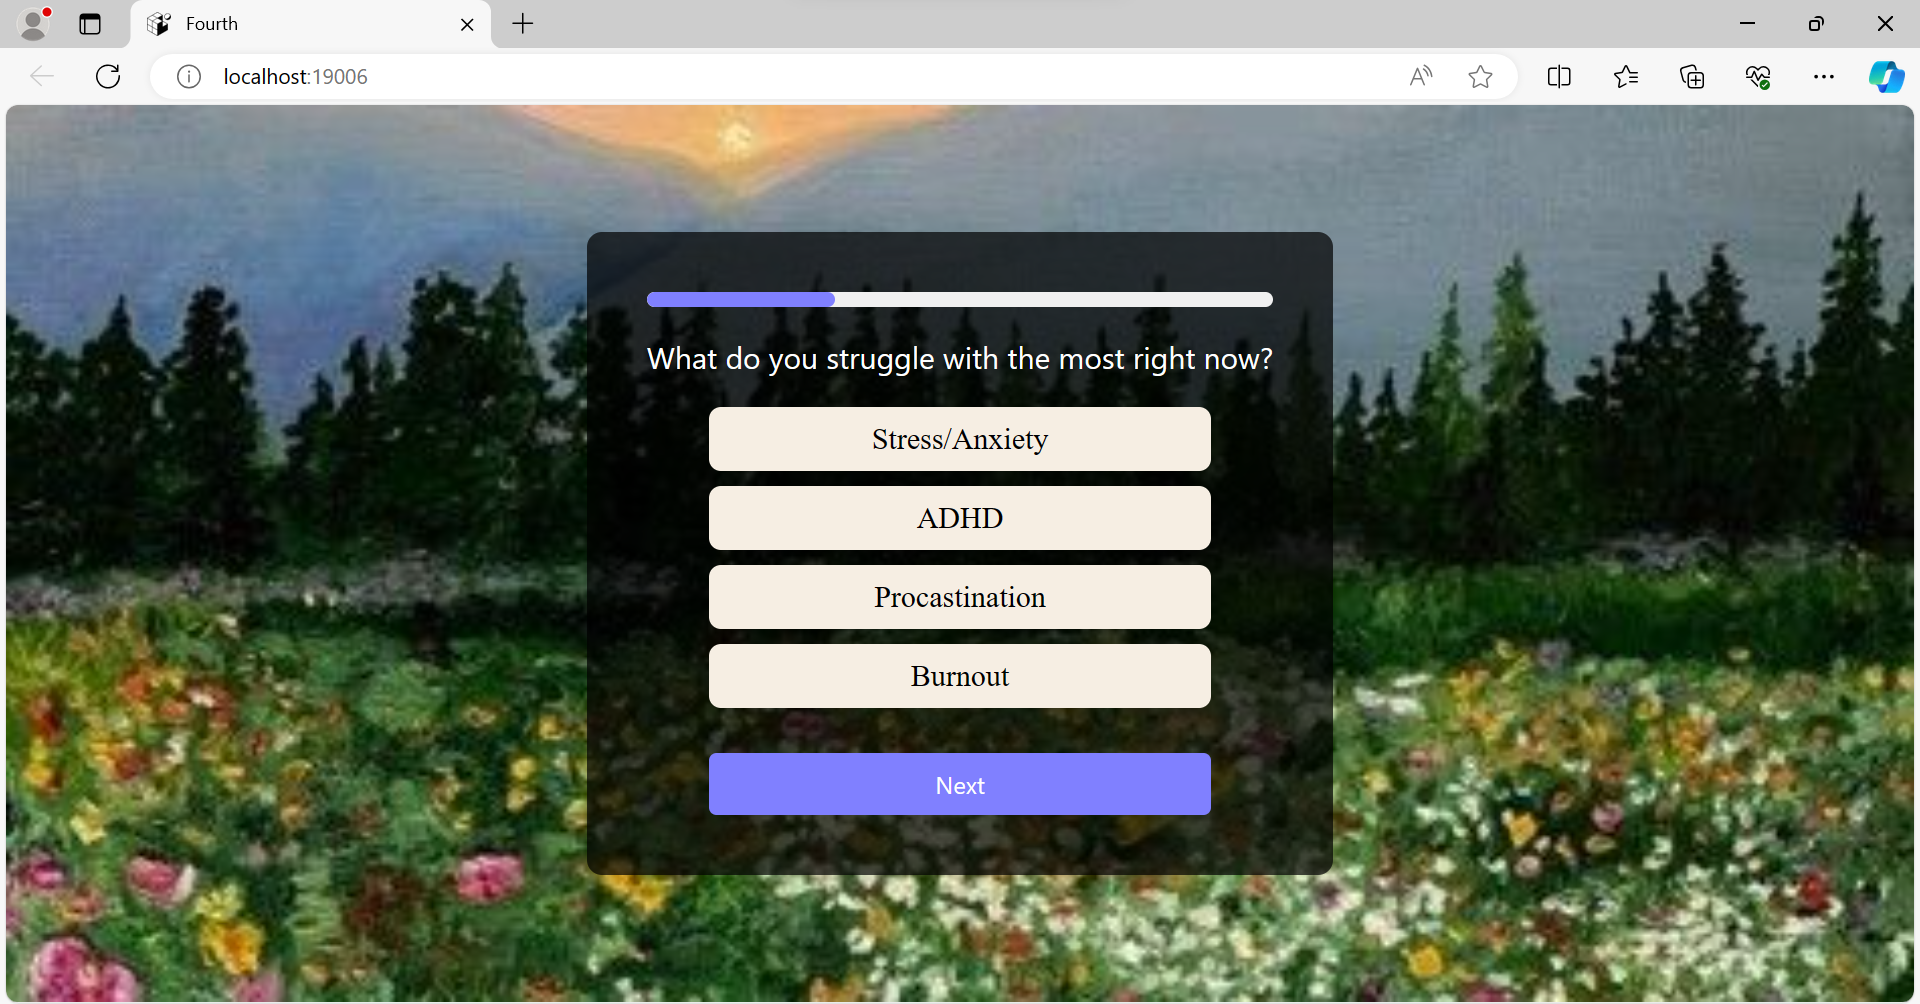 Fourth
localhost:19006
What do you struggle with the most right now?
Stress/Anxiety
ADHD
Procastination
Burnout
Next